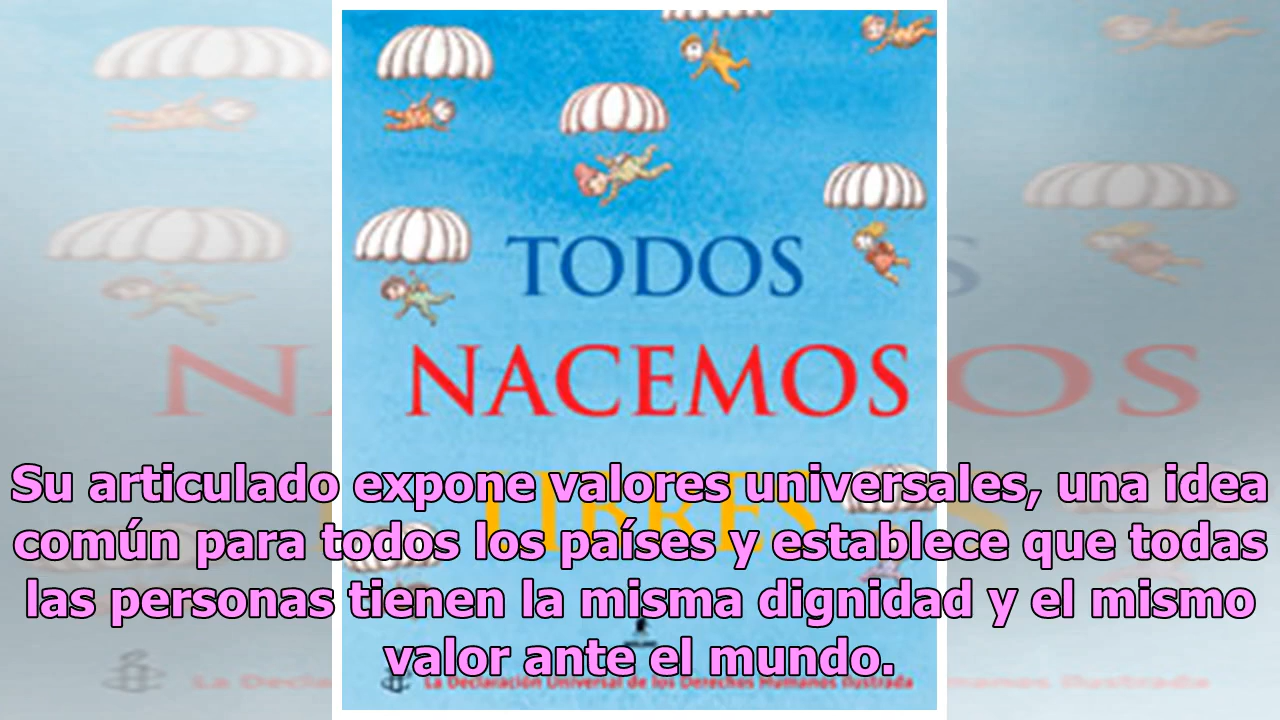 TODOS
NACEMOS
LIBRES
Su articulado expone valores universales, una idea
común para todos los países y establece que todas
las personas tienen la misma dignidad y el mismo
valor ante el mundo.
La Declaración Universal de los Derechos Humanos Ilustrada